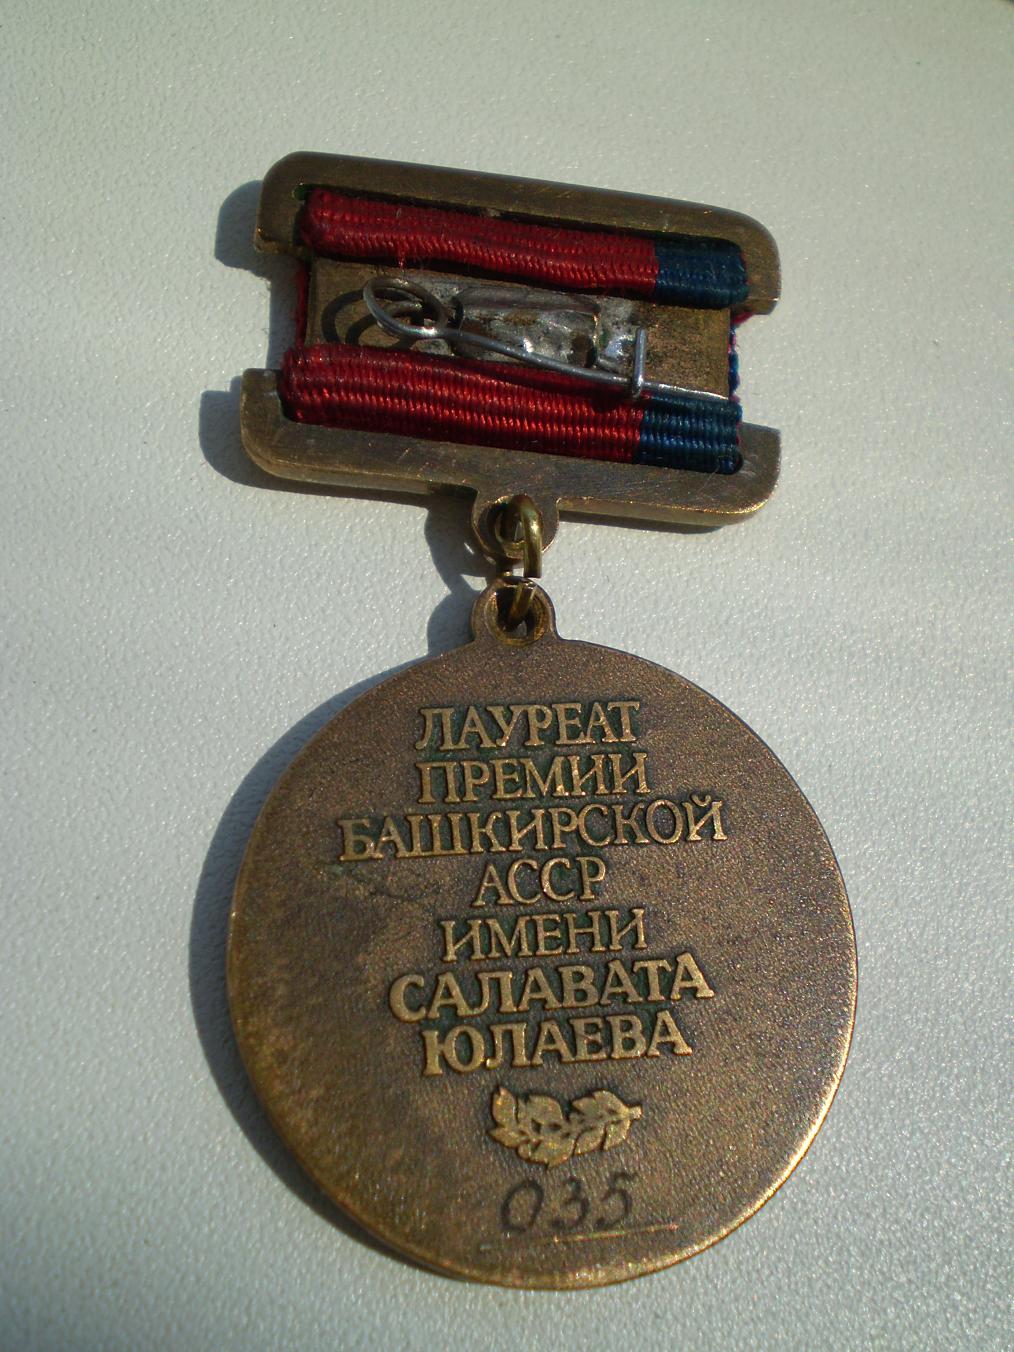 ЛАУРЕАТ
ПРЕМИИ
БАШКИРСКОЙ
АССР
ИМЕНИ
САЛАВАТА
ЮЛАЕВА
035